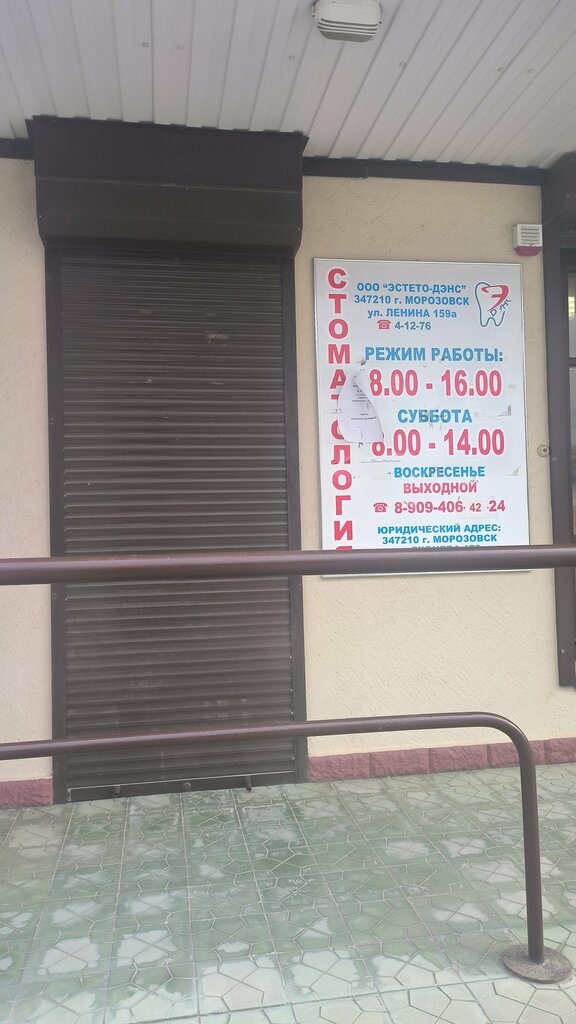 СТОМАТОЛОГИЯ
ООО "ЭСТЕТО-ДЭНС"
347210 г. МОРОЗОВСК
ул. ЛЕНИНА 159а
☎ 4-12-76
РЕЖИМ РАБОТЫ:
8.00 - 16.00
СУББОТА
8.00 - 14.00
ВОСКРЕСЕНЬЕ
ВЫХОДНОЙ
☎ 8-909-406 42 24
ЮРИДИЧЕСКИЙ АДРЕС:
347210 г. МОРОЗОВСК